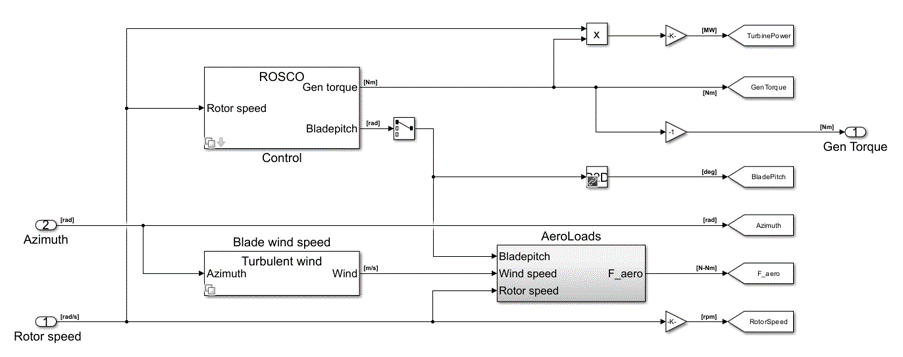 X
-K-
[MW]
TurbinePower
ROSCO
Gen torque
[Nm]
[Nm]
GenTorque
Rotor speed
Bladepitch
[rad]
-1
[Nm]
1
Gen Torque
Control
[deg]
BladePitch
2
[rad]
Azimuth
[rad]
Azimuth
Blade wind speed
Turbulent wind
Azimuth
Wind
[m/s]
AeroLoads
Bladepitch
Wind speed
F_aero
Rotor speed
[N-Nm]
F_aero
1
[rad/s]
Rotor speed
-K-
[rpm]
RotorSpeed